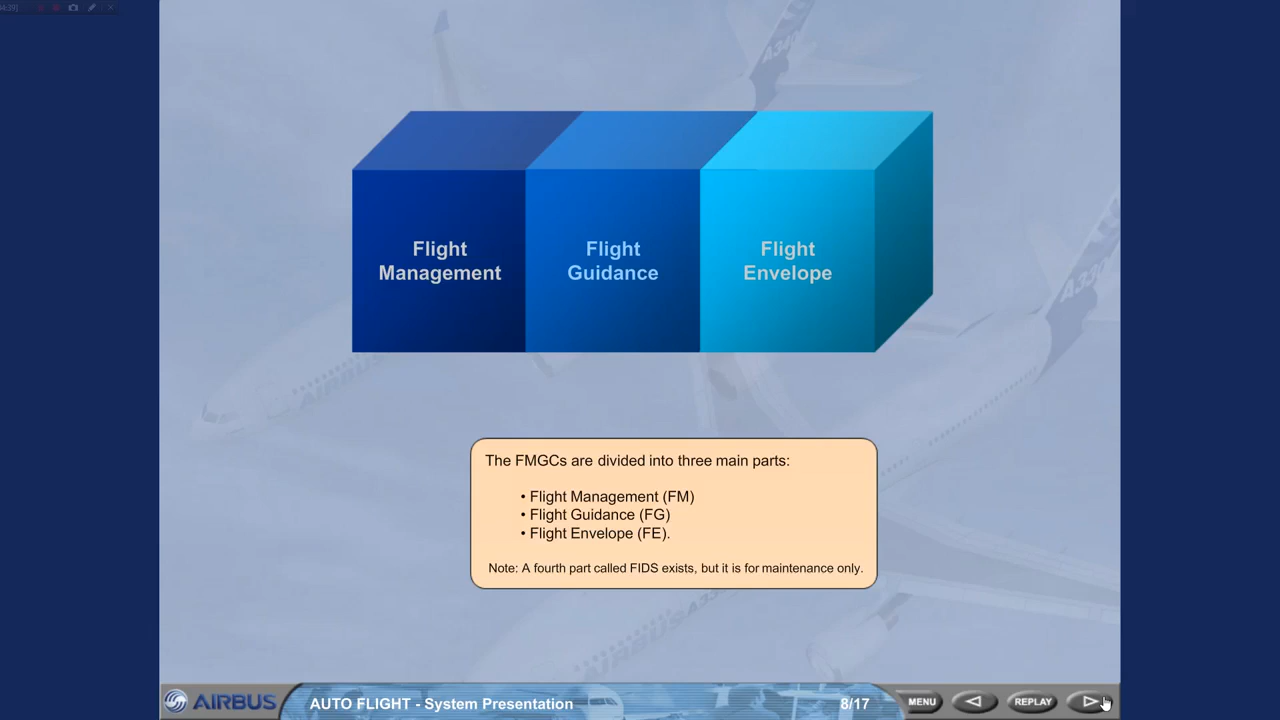 Flight
Management
Flight
Guidance
Flight
Envelope
The FMGCs are divided into three main parts:
• Flight Management (FM)
• Flight Guidance (FG)
• Flight Envelope (FE).
Note: A fourth part called FIDS exists, but it is for maintenance only.
AIRBUS
AUTO FLIGHT - System Presentation
8/17
MENU
REPLAY